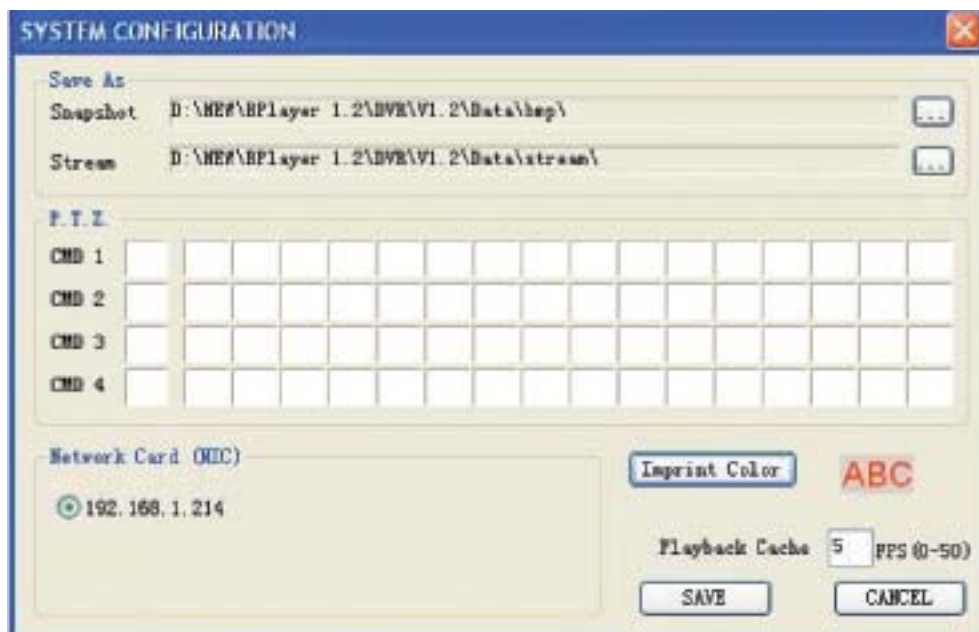 SYSTEM CONFIGURATION
Save As
Snapshot D:\NEW\BPlayer 1.2\DVR\V1.2\Data\bmp\ ...
Stream D:\NEW\BPlayer 1.2\DVR\V1.2\Data\stream\ ...
P.T.Z.
CMD 1
CMD 2
CMD 3
CMD 4
Network Card (NIC)
Imprint Color ABC
192.168.1.214
Playback Cache 5 FPS (0-50)
SAVE CANCEL